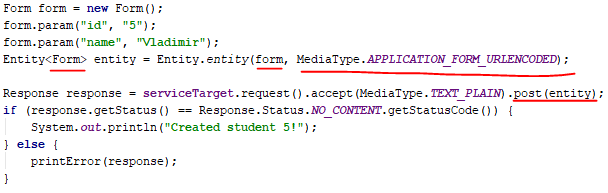 Form form = new Form();
form.param("id", "5");
form.param("name", "Vladimir");
Entity<Form> entity = Entity.entity(form, MediaType.APPLICATION_FORM_URLENCODED);
Response response = serviceTarget.request().accept(MediaType.TEXT_PLAIN).post(entity);
if (response.getStatus() == Response.Status.NO_CONTENT.getStatusCode()) {
    System.out.println("Created student 5!");
} else {
    printError(response);
}